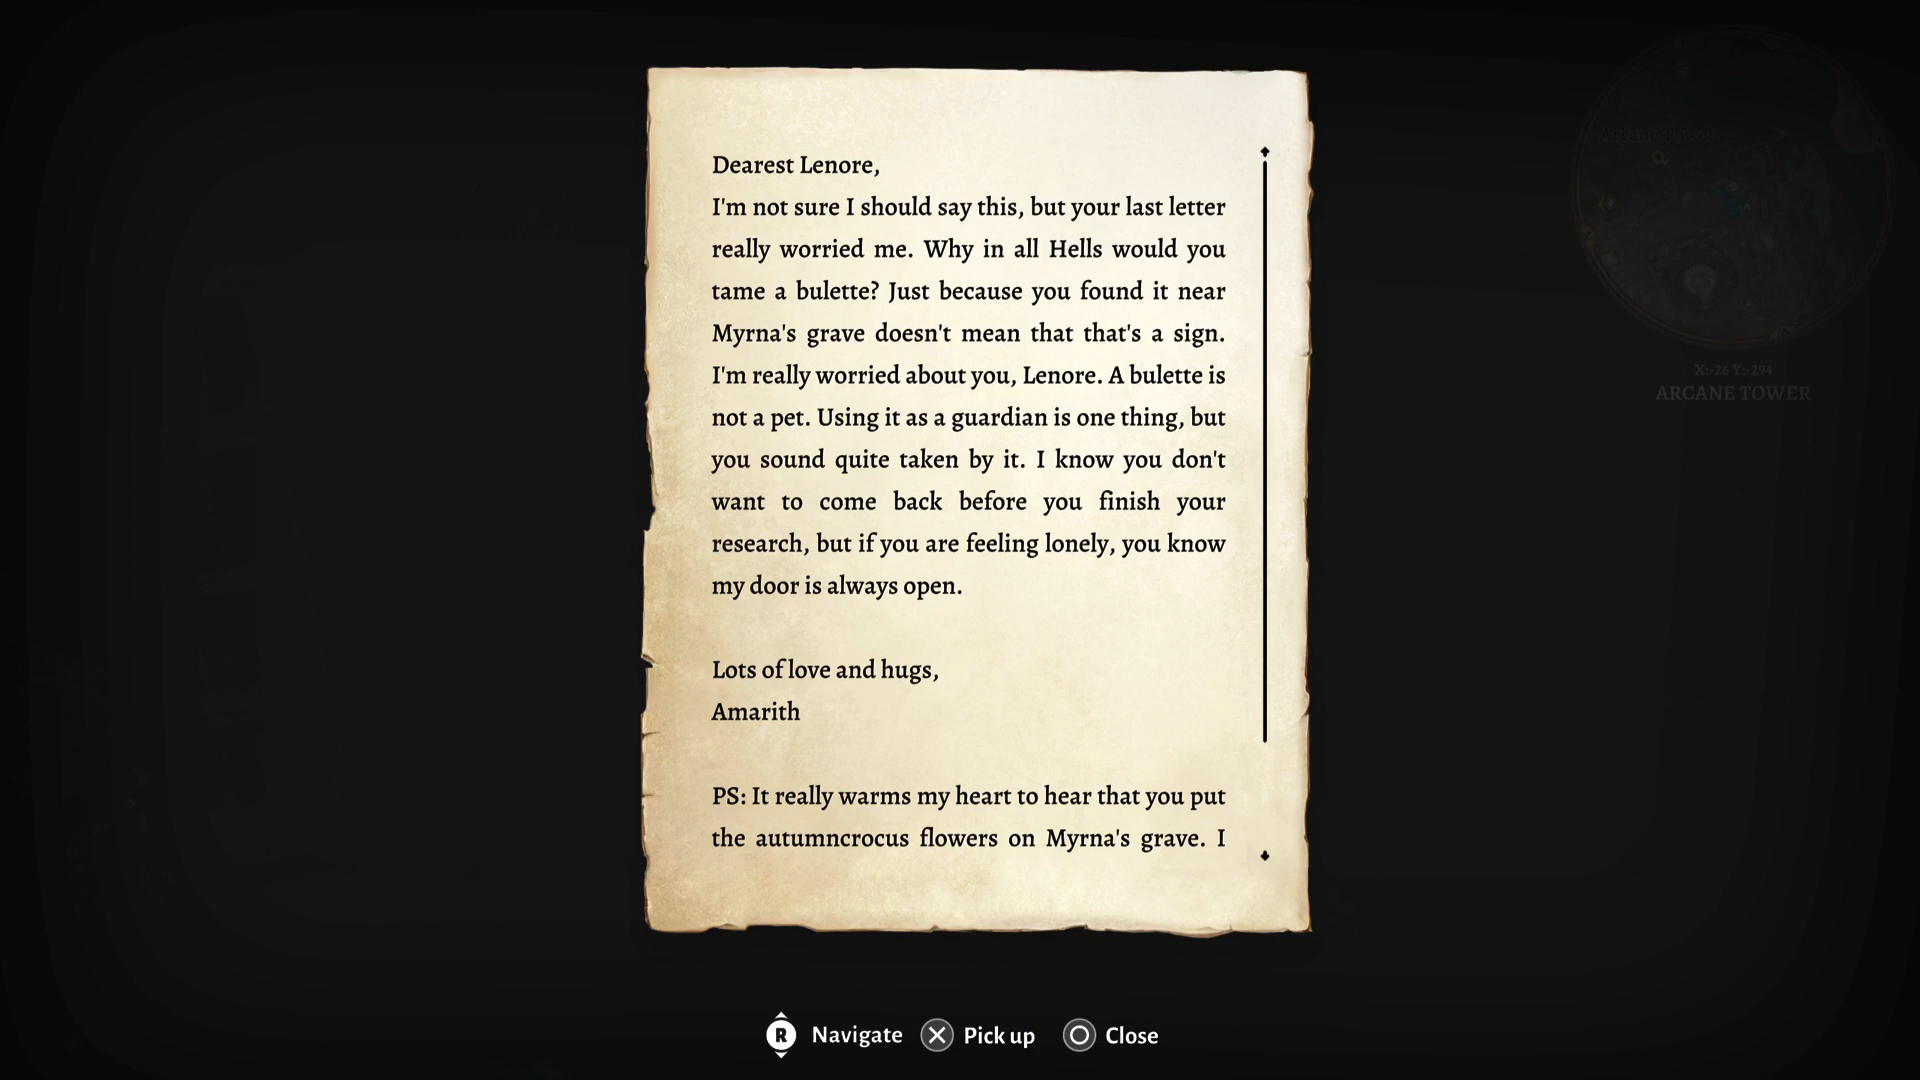 Dearest Lenore,
I'm not sure I should say this, but your last letter
really worried me. Why in all Hells would you
tame a bulette? Just because you found it near
Myrna's grave doesn't mean that that's a sign.
I'm really worried about you, Lenore. A bulette is
not a pet. Using it as a guardian is one thing, but
you sound quite taken by it. I know you don't
want to come back before you finish your
research, but if you are feeling lonely, you know
my door is always open.
Lots of love and hugs,
Amarith
PS: It really warms my heart to hear that you put
the autumncrocus flowers on Myrna's grave. I
Arcane Tower
X:-26 Y:-294
ARCANE TOWER
R Navigate Pick up Close